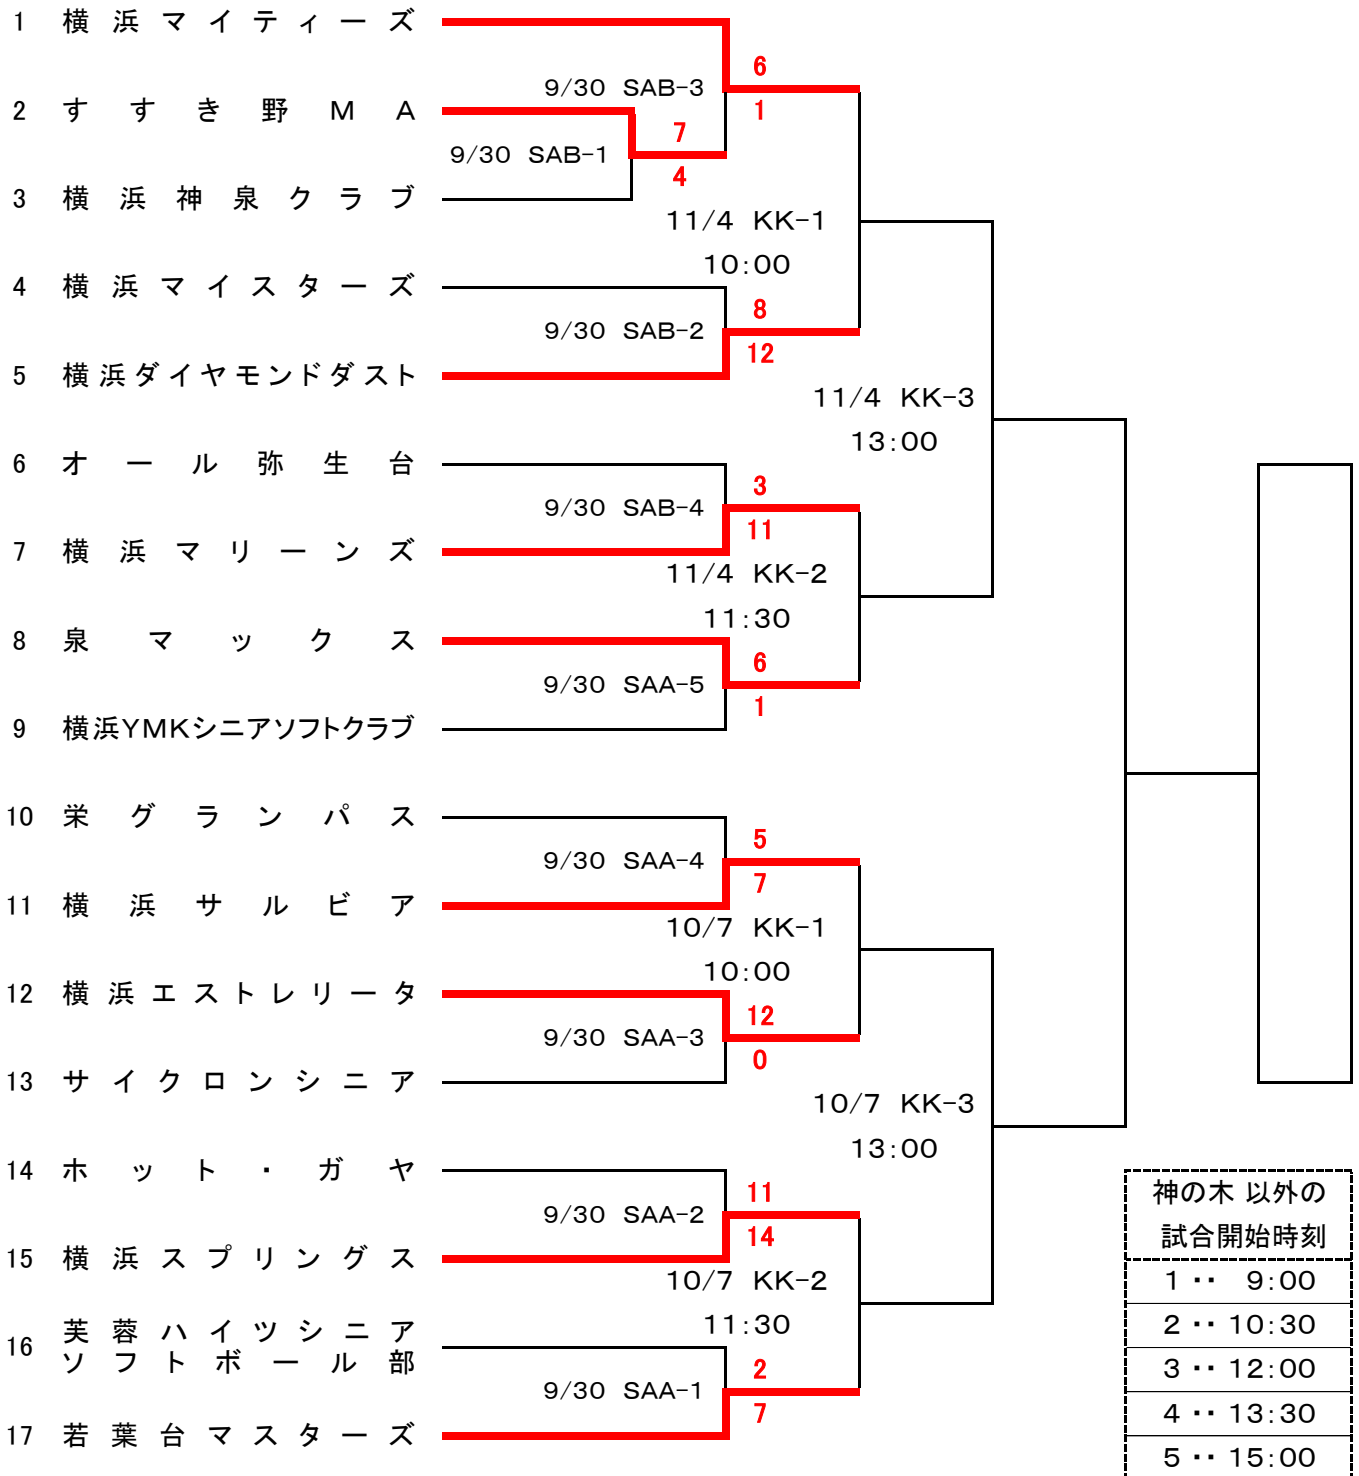 1 横浜マイティーズ
6
9/30 SAB-3
1
2 すすき野MA
7
9/30 SAB-1
4
3 横浜神泉クラブ
11/4 KK-1
10:00
4 横浜マイスターズ
8
9/30 SAB-2
12
5 横浜ダイヤモンドダスト
11/4 KK-3
13:00
6 オール弥生台
3
9/30 SAB-4
11
7 横浜マリーンズ
11/4 KK-2
11:30
8 泉マックス
6
9/30 SAA-5
1
9 横浜YMKシニアソフトクラブ
10 栄グランパス
5
9/30 SAA-4
7
11 横浜サルビア
10/7 KK-1
10:00
12 横浜エストレリータ
12
9/30 SAA-3
0
13 サイクロンシニア
10/7 KK-3
13:00
14 ホット・ガヤ
11
9/30 SAA-2
14
15 横浜スプリングス
10/7 KK-2
11:30
16 芙蓉ハイツシニア
ソフトボール部
2
9/30 SAA-1
7
17 若葉台マスターズ
神の木 以外の
試合開始時刻
1 ・・ 9:00
2 ・・ 10:30
3 ・・ 12:00
4 ・・ 13:30
5 ・・ 15:00